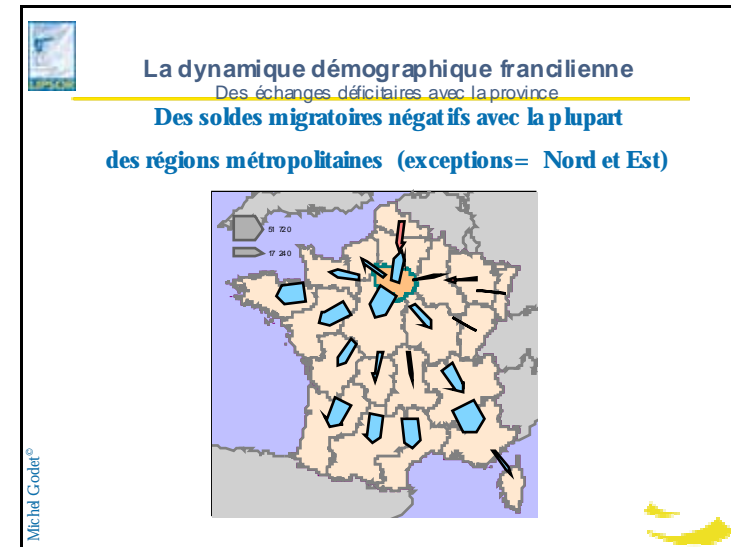 La dynamique démographique francilienne
Des échanges déficitaires avec la province
Des soldes migratoires négatifs avec la plupart
des régions métropolitaines (exceptions= Nord et Est)
51 720
17 240
Michel Godet©
LIPSOR